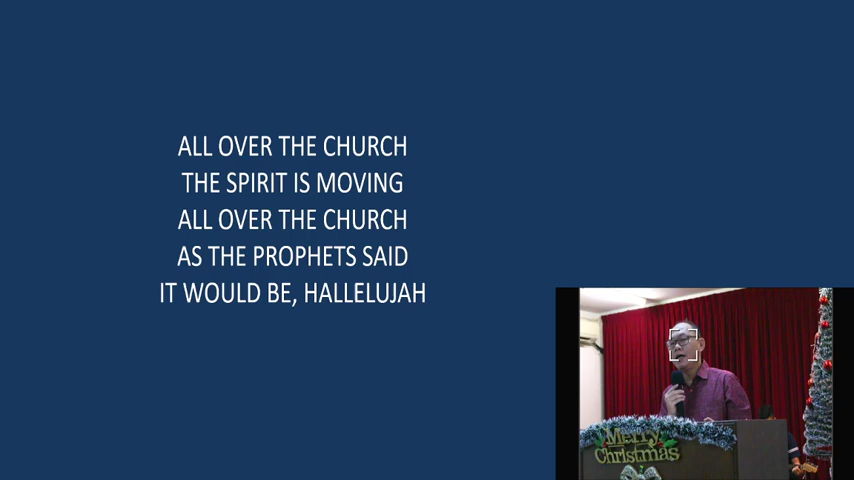 ALL OVER THE CHURCH
THE SPIRIT IS MOVING
ALL OVER THE CHURCH
AS THE PROPHETS SAID
IT WOULD BE, HALLELUJAH
Merry
Christmas